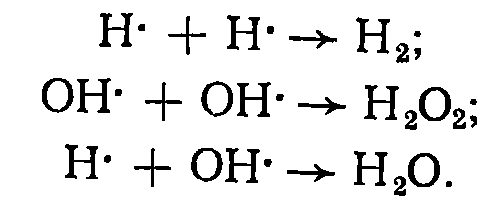 H· + H· → H₂;
OH· + OH· → H₂O₂;
H· + OH· → H₂O.